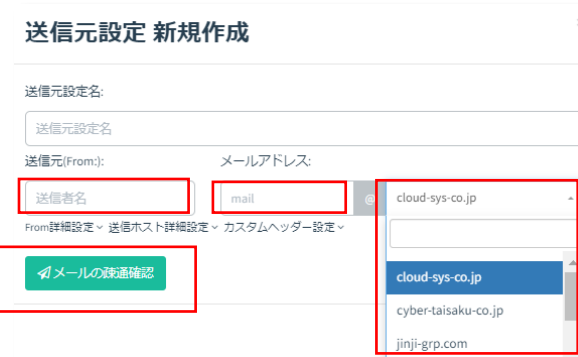 送信元設定 新規作成
送信元設定名:
送信元設定名
送信元(From:): メールアドレス:
送信者名 mail @ cloud-sys-co.jp
From詳細設定 送信ホスト詳細設定 カスタムヘッダー設定
メールの疎通確認
cloud-sys-co.jp
cyber-taisaku-co.jp
jinji-grp.com